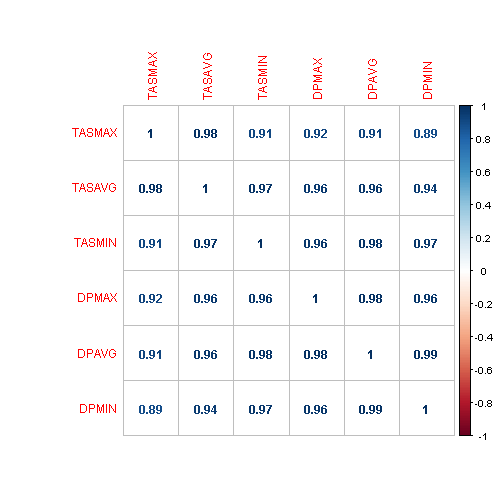 TASMAX TASAVG TASMIN DPMAX DPAVG DPMIN
TASMAX 1 0.98 0.91 0.92 0.91 0.89
TASAVG 0.98 1 0.97 0.96 0.96 0.94
TASMIN 0.91 0.97 1 0.96 0.98 0.97
DPMAX 0.92 0.96 0.96 1 0.98 0.96
DPAVG 0.91 0.96 0.98 0.98 1 0.99
DPMIN 0.89 0.94 0.97 0.96 0.99 1
1
0.8
0.6
0.4
0.2
0
-0.2
-0.4
-0.6
-0.8
-1